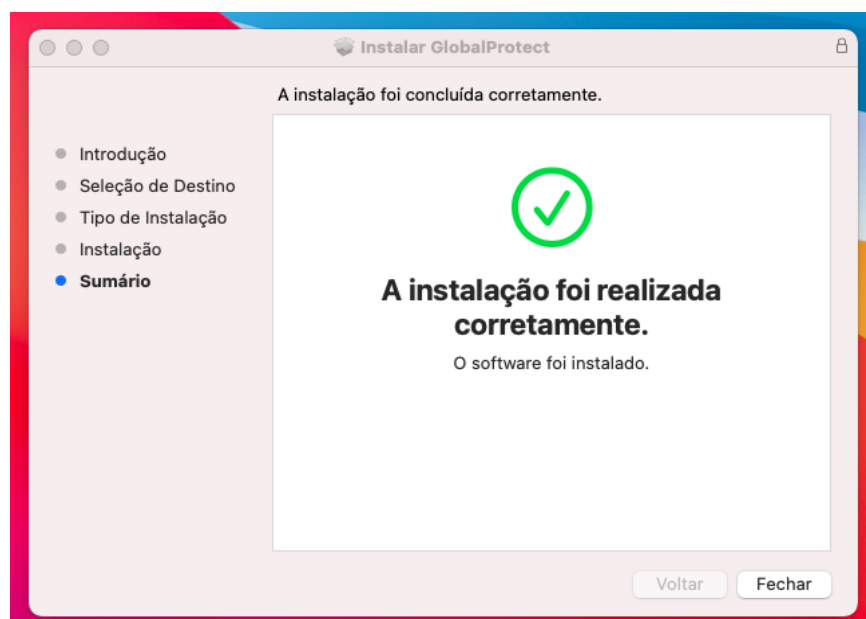 Instalar GlobalProtect
A instalação foi concluída corretamente.
Introdução
Seleção de Destino
Tipo de Instalação
Instalação
Sumário
A instalação foi realizada
corretamente.
O software foi instalado.
Voltar
Fechar